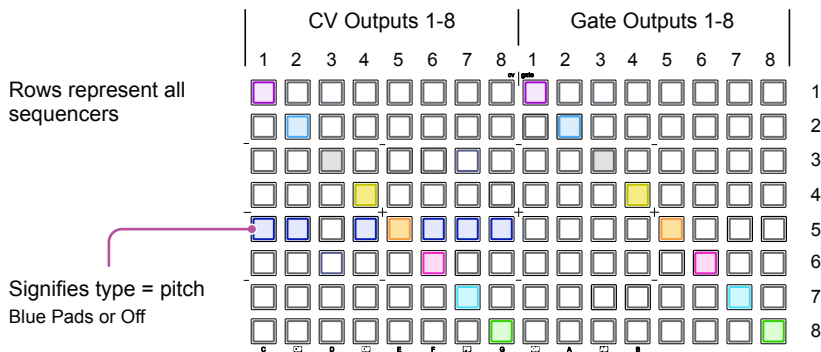 CV Outputs 1-8 Gate Outputs 1-8
1 2 3 4 5 6 7 8 1 2 3 4 5 6 7 8
cv gate
Rows represent all
sequencers
1
2
3
4
5
6
7
8
Signifies type = pitch
Blue Pads or Off
C D E F G A B